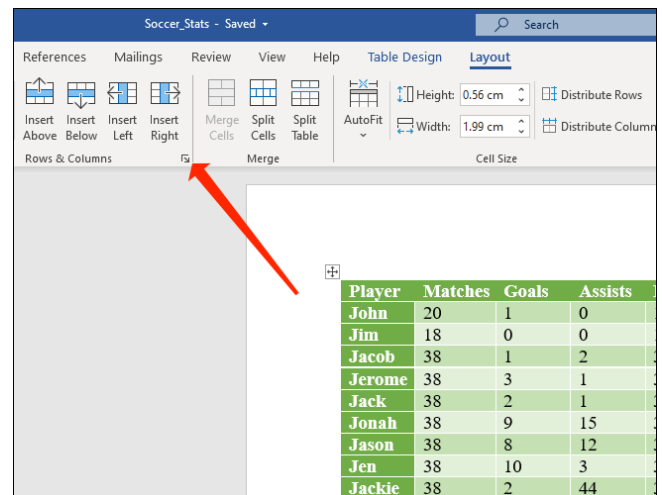 Soccer_Stats - Saved
Search
References Mailings Review View Help Table Design Layout
Insert Above
Insert Below
Insert Left
Insert Right
Merge Cells
Split Cells
Split Table
AutoFit
Height: 0.56 cm
Width: 1.99 cm
Distribute Rows
Distribute Colum
Rows & Columns
Merge
Cell Size
Player Matches Goals Assists
John 20 1 0
Jim 18 0 0
Jacob 38 1 2
Jerome 38 3 1
Jack 38 2 1
Jonah 38 9 15
Jason 38 8 12
Jen 38 10 3
Jackie 38 2 44